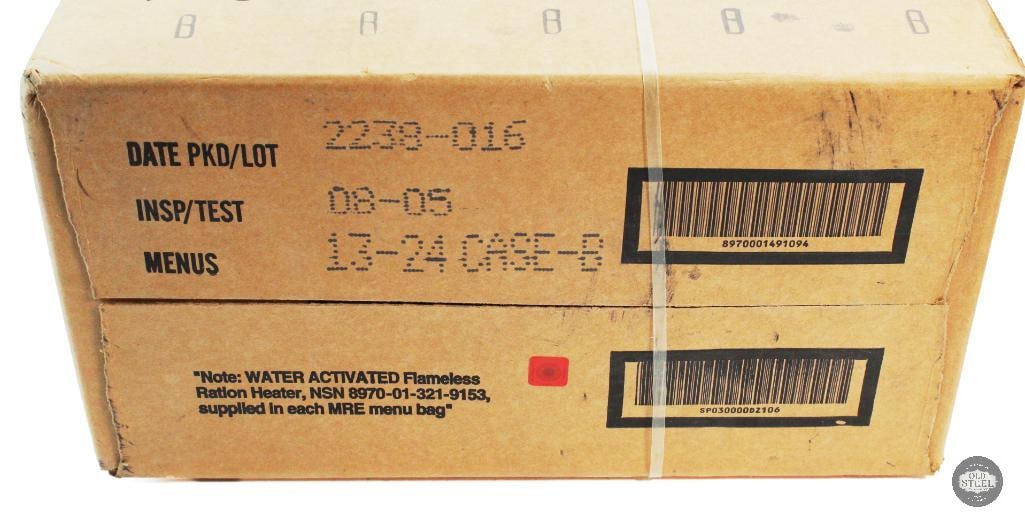 B A B B B
DATE PKD/LOT 2238-016
INSP/TEST 08-05
MENUS 13-24 CASE-B
8970001491094
"Note: WATER ACTIVATED Flameless
Ration Heater, NSN 8970-01-321-9153,
supplied in each MRE menu bag"
SP030000DZ106
OLD
STEEL